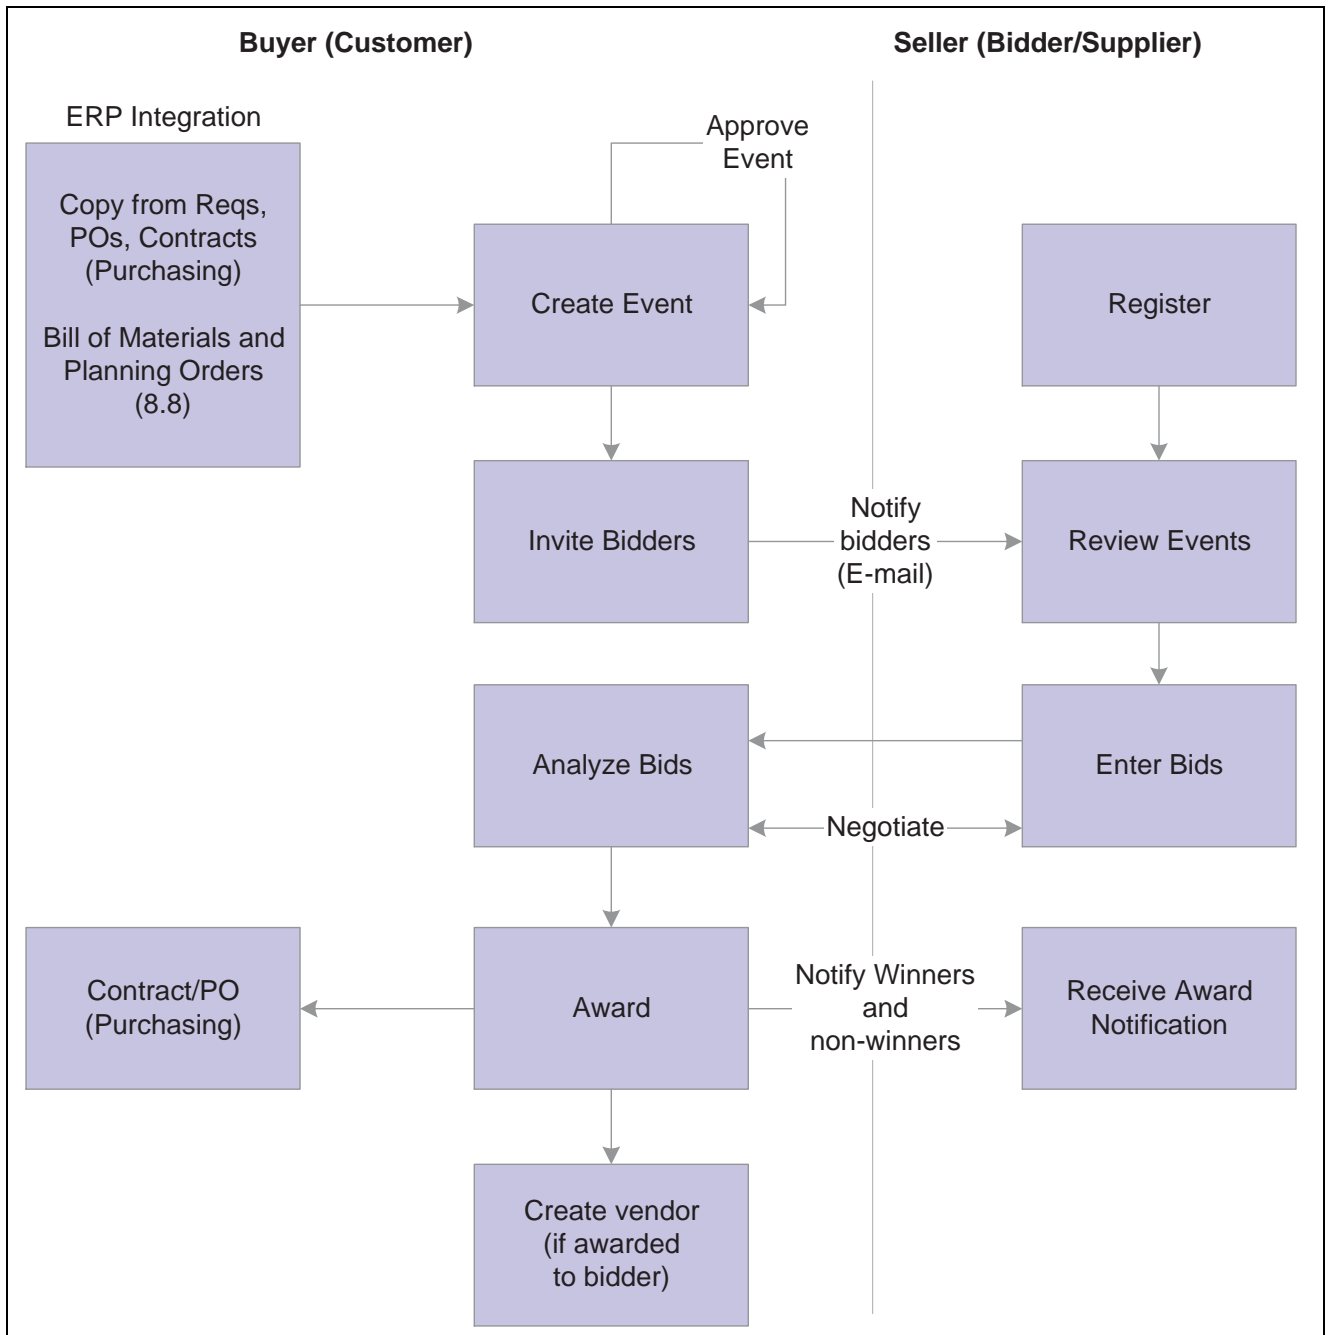 Buyer (Customer)
Seller (Bidder/Supplier)
ERP Integration
Copy from Reqs,
POs, Contracts
(Purchasing)
Bill of Materials and
Planning Orders
(8.8)
Approve
Event
Create Event
Register
Invite Bidders
Notify
bidders
(E-mail)
Review Events
Analyze Bids
Enter Bids
Negotiate
Contract/PO
(Purchasing)
Award
Notify Winners
and
non-winners
Receive Award
Notification
Create vendor
(if awarded
to bidder)